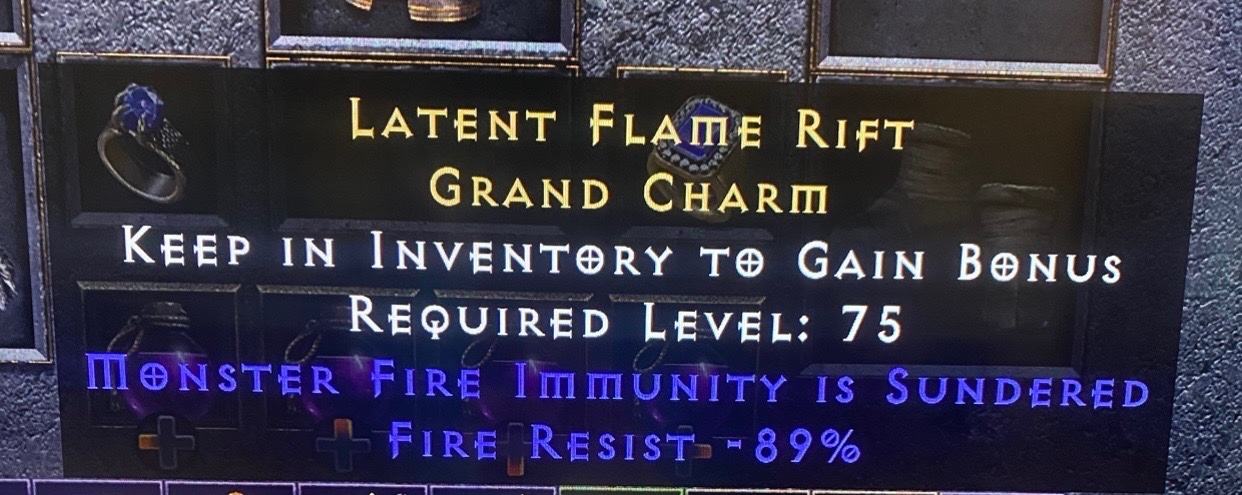 Latent Flame Rift
Grand Charm
Keep in Inventory to Gain Bonus
Required Level: 75
Monster Fire Immunity is Sundered
Fire Resist -89%